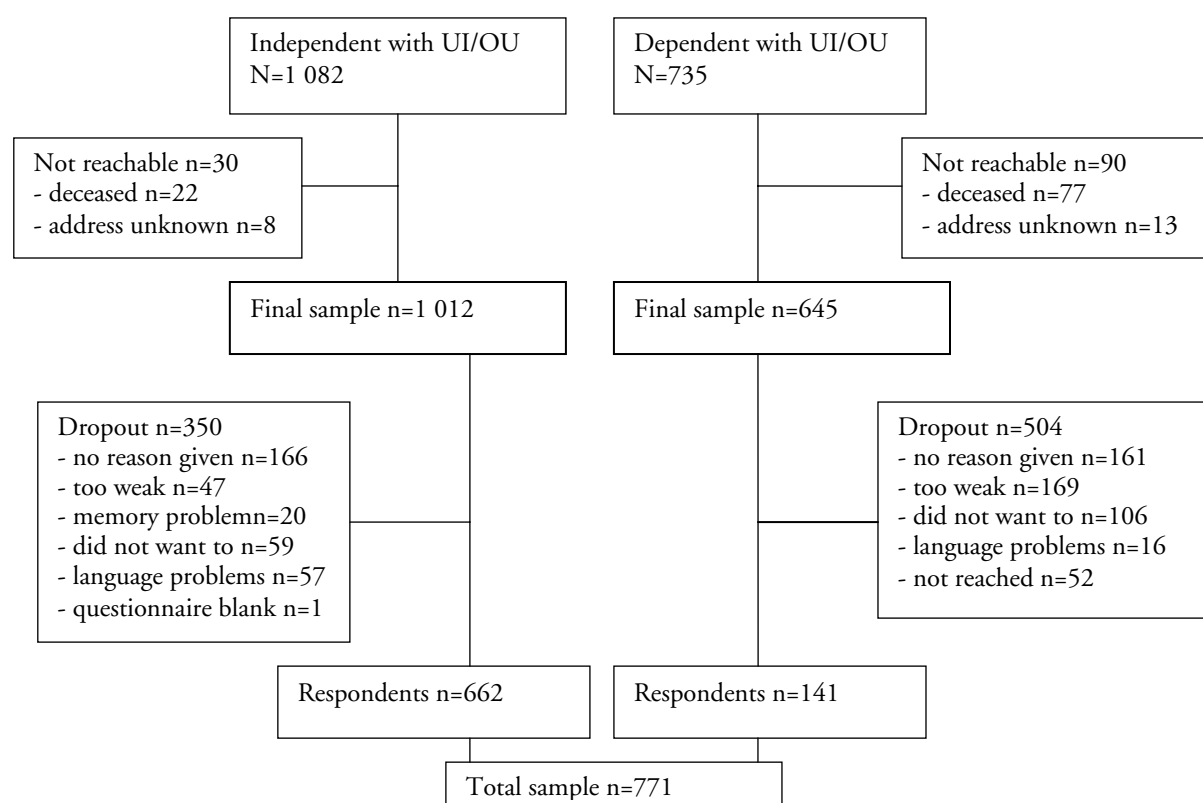 Independent with UI/OU
N=1 082
Dependent with UI/OU
N=735
Not reachable n=30
- deceased n=22
- address unknown n=8
Not reachable n=90
- deceased n=77
- address unknown n=13
Final sample n=1 012
Final sample n=645
Dropout n=350
- no reason given n=166
- too weak n=47
- memory problemn=20
- did not want to n=59
- language problems n=57
- questionnaire blank n=1
Dropout n=504
- no reason given n=161
- too weak n=169
- did not want to n=106
- language problems n=16
- not reached n=52
Respondents n=662
Respondents n=141
Total sample n=771